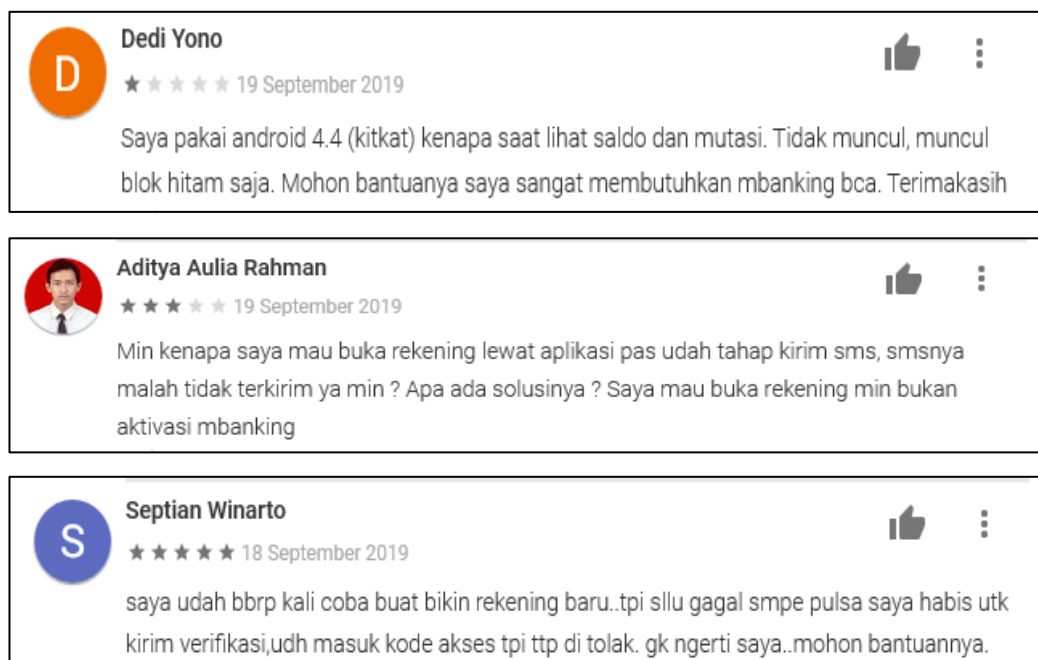 Dedi Yono
D
19 September 2019
Saya pakai android 4.4 (kitkat) kenapa saat lihat saldo dan mutasi. Tidak muncul, muncul
blok hitam saja. Mohon bantuanya saya sangat membutuhkan mbanking bca. Terimakasih
Aditya Aulia Rahman
19 September 2019
Min kenapa saya mau buka rekening lewat aplikasi pas udah tahap kirim sms, smsnya
malah tidak terkirim ya min ? Apa ada solusinya ? Saya mau buka rekening min bukan
aktivasi mbanking
Septian Winarto
S
18 September 2019
saya udah bbrp kali coba buat bikin rekening baru..tpi sllu gagal smpe pulsa saya habis utk
kirim verifikasi,udh masuk kode akses tpi ttp di tolak. gk ngerti saya..mohon bantuannya.